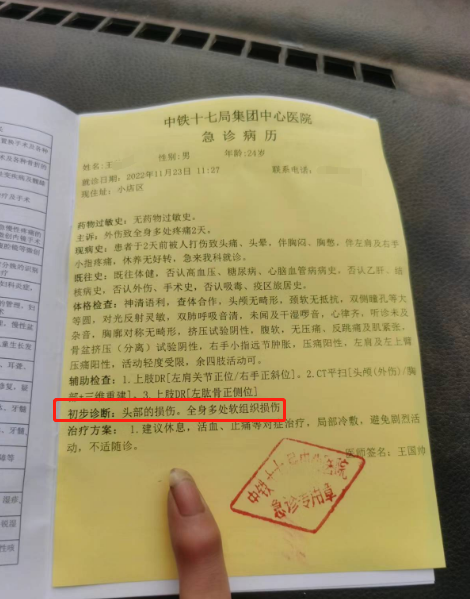 中铁十七局集团中心医院
急诊病历
姓名:王 性别:男 年龄:24岁
就诊日期: 2022年11月23日 11:27 联系电话:
现住址: 小店区
药物过敏史: 无药物过敏史。
主诉: 外伤致全身多处疼痛2天。
现病史: 患者于2天前被人打伤致头痛、头晕、伴胸闷、胸憋、伴左肩及右手
小指疼痛, 休养无好转, 急来我科就诊。
既往史: 既往体健, 否认高血压、糖尿病、心脑血管病病史, 否认乙肝、结
核病史, 否认外伤、手术史, 否认吸毒、疫区旅居史。
体格检查: 神清语利, 查体合作, 头颅无畸形, 颈软无抵抗, 双侧瞳孔等大
等圆, 对光反射灵敏, 双肺呼吸音清, 未闻及干湿啰音, 心律齐, 听诊未及
杂音, 胸廓对称无畸形, 挤压试验阴性, 腹软, 无压痛、反跳痛及肌紧张,
骨盆挤压(分离)试验阴性, 右手小指远节肿胀, 压痛阳性, 左肩及左上臂
压痛阳性, 活动轻度受限, 余四肢活动可。
辅助检查: 1.上肢DR[左肩关节正位/右手正斜位]。2.CT平扫[头颅(外伤)/胸
部+三维重建]。3.上肢DR[左肱骨正侧位]
初步诊断: 头部的损伤, 全身多处软组织损伤
治疗方案: 1.建议休息, 活血、止痛等对症治疗, 局部冷敷, 避免剧烈活
动, 不适随诊。
医师签名: 王国帅
中铁十七局中心医院
急诊专用章